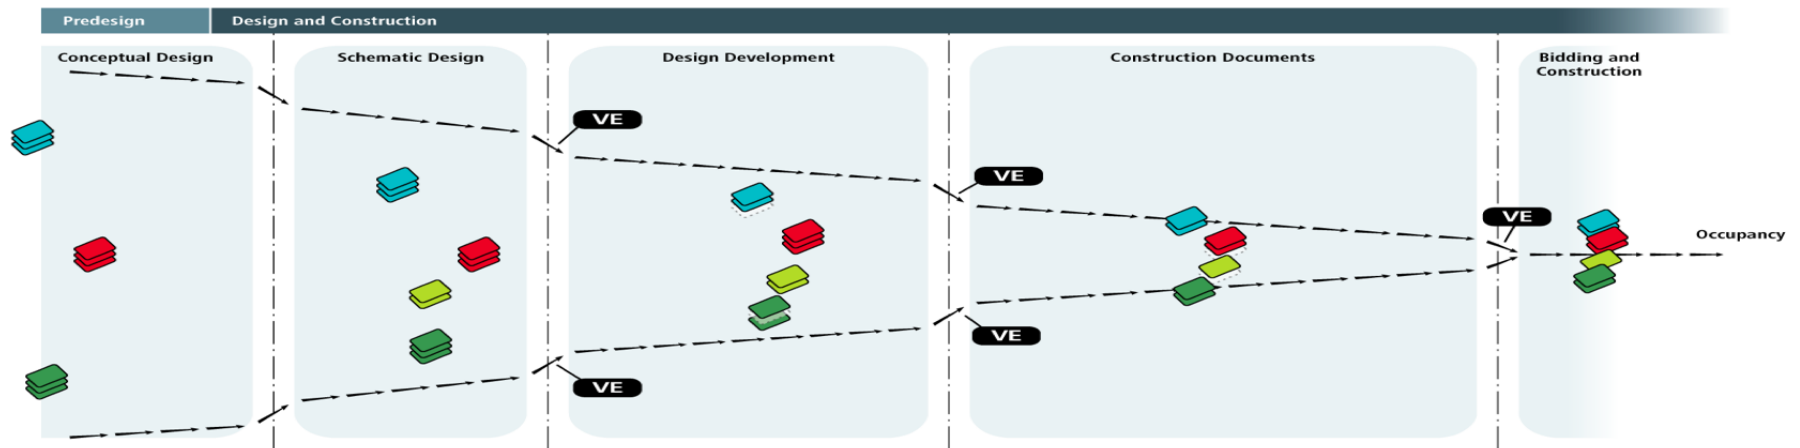 Predesign
Design and Construction
Conceptual Design
Schematic Design
Design Development
Construction Documents
Bidding and
Construction
VE
VE
VE
Occupancy
VE
VE